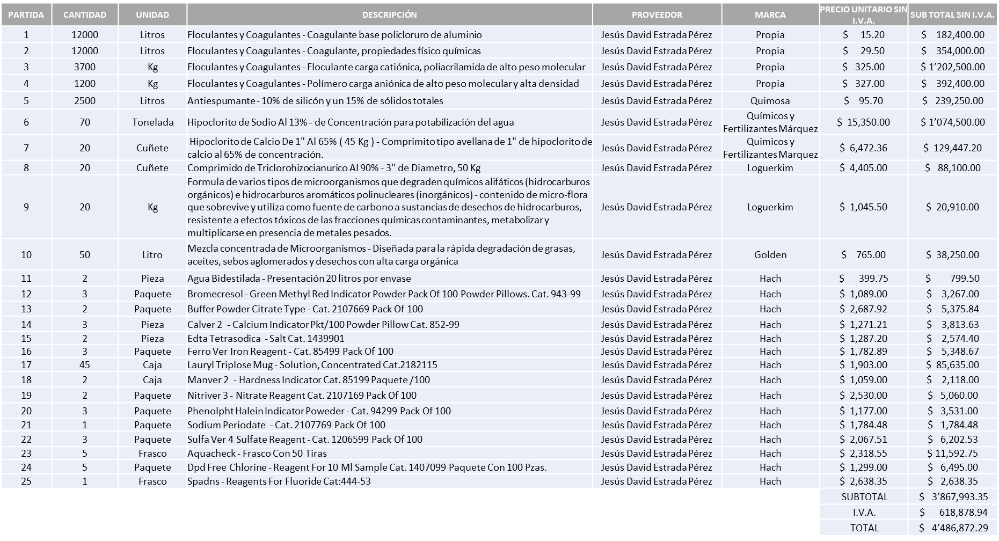 PARTIDA CANTIDAD UNIDAD DESCRIPCIÓN PROVEEDOR MARCA PRECIO UNITARIO SIN I.V.A. SUB TOTAL SIN I.V.A.
1 12000 Litros Floculantes y Coagulantes - Coagulante base policloruro de aluminio Jesús David Estrada Pérez Propia $ 15.20 $ 182,400.00
2 12000 Litros Floculantes y Coagulantes - Coagulante, propiedades físico químicas Jesús David Estrada Pérez Propia $ 29.50 $ 354,000.00
3 3700 Kg Floculantes y Coagulantes - Floculante carga catiónica, poliacrilamida de alto peso molecular Jesús David Estrada Pérez Propia $ 325.00 $ 1’202,500.00
4 1200 Kg Floculantes y Coagulantes - Polímero carga aniónica de alto peso molecular y alta densidad Jesús David Estrada Pérez Propia $ 327.00 $ 392,400.00
5 2500 Litros Antiespumante - 10% de silicón y un 15% de sólidos totales Jesús David Estrada Pérez Quimosa $ 95.70 $ 239,250.00
6 70 Tonelada Hipoclorito de Sodio Al 13% - de Concentración para potabilización del agua Jesús David Estrada Pérez Químicos y
Fertilizantes Márquez $ 15,350.00 $ 1’074,500.00
7 20 Cuñete Hipoclorito de Calcio De 1" Al 65% ( 45 Kg ) - Comprimito tipo avellana de 1" de hipoclorito de
calcio al 65% de concentración. Jesús David Estrada Pérez Quimicos y
Fertilizantes Marquez $ 6,472.36 $ 129,447.20
8 20 Cuñete Comprimido de Triclorohizocianurico Al 90% - 3" de Diametro, 50 Kg Jesús David Estrada Pérez Loguerkim $ 4,405.00 $ 88,100.00
9 20 Kg Formula de varios tipos de microorganismos que degraden químicos alifáticos (hidrocarburos
orgánicos) e hidrocarburos aromáticos polinucleares (inorgánicos) - contenido de micro-flora
que sobrevive y utiliza como fuente de carbono a sustancias de desechos de hidrocarburos,
resistente a efectos tóxicos de las fracciones químicas contaminantes, metabolizar y
multiplicarse en presencia de metales pesados. Jesús David Estrada Pérez Loguerkim $ 1,045.50 $ 20,910.00
10 50 Litro Mezcla concentrada de Microorganismos - Diseñada para la rápida degradación de grasas,
aceites, sebos aglomerados y desechos con alta carga orgánica Jesús David Estrada Pérez Golden $ 765.00 $ 38,250.00
11 2 Pieza Agua Bidestilada - Presentación 20 litros por envase Jesús David Estrada Pérez Hach $ 399.75 $ 799.50
12 3 Paquete Bromecresol - Green Methyl Red Indicator Powder Pack Of 100 Powder Pillows. Cat. 943-99 Jesús David Estrada Pérez Hach $ 1,089.00 $ 3,267.00
13 2 Paquete Buffer Powder Citrate Type - Cat. 2107669 Pack Of 100 Jesús David Estrada Pérez Hach $ 2,687.92 $ 5,375.84
14 3 Pieza Calver 2 - Calcium Indicator Pkt/100 Powder Pillow Cat. 852-99 Jesús David Estrada Pérez Hach $ 1,271.21 $ 3,813.63
15 2 Pieza Edta Tetrasodica - Salt Cat. 1439901 Jesús David Estrada Pérez Hach $ 1,287.20 $ 2,574.40
16 3 Paquete Ferro Ver Iron Reagent - Cat. 85499 Pack Of 100 Jesús David Estrada Pérez Hach $ 1,782.89 $ 5,348.67
17 45 Caja Lauryl Triplose Mug - Solution, Concentrated Cat.2182115 Jesús David Estrada Pérez Hach $ 1,903.00 $ 85,635.00
18 2 Caja Manver 2 - Hardness Indicator Cat. 85199 Paquete /100 Jesús David Estrada Pérez Hach $ 1,059.00 $ 2,118.00
19 2 Paquete Nitriver 3 - Nitrate Reagent Cat. 2107169 Pack Of 100 Jesús David Estrada Pérez Hach $ 2,530.00 $ 5,060.00
20 3 Paquete Phenolpht Halein Indicator Poweder - Cat. 94299 Pack Of 100 Jesús David Estrada Pérez Hach $ 1,177.00 $ 3,531.00
21 1 Paquete Sodium Periodate - Cat. 2107769 Pack Of 100 Jesús David Estrada Pérez Hach $ 1,784.48 $ 1,784.48
22 3 Paquete Sulfa Ver 4 Sulfate Reagent - Cat. 1206599 Pack Of 100 Jesús David Estrada Pérez Hach $ 2,067.51 $ 6,202.53
23 5 Frasco Aquacheck - Frasco Con 50 Tiras Jesús David Estrada Pérez Hach $ 2,318.55 $ 11,592.75
24 5 Paquete Dpd Free Chlorine - Reagent For 10 Ml Sample Cat. 1407099 Paquete Con 100 Pzas. Jesús David Estrada Pérez Hach $ 1,299.00 $ 6,495.00
25 1 Frasco Spadns - Reagents For Fluoride Cat:444-53 Jesús David Estrada Pérez Hach $ 2,638.35 $ 2,638.35
SUBTOTAL $ 3’867,993.35
I.V.A. $ 618,878.94
TOTAL $ 4’486,872.29